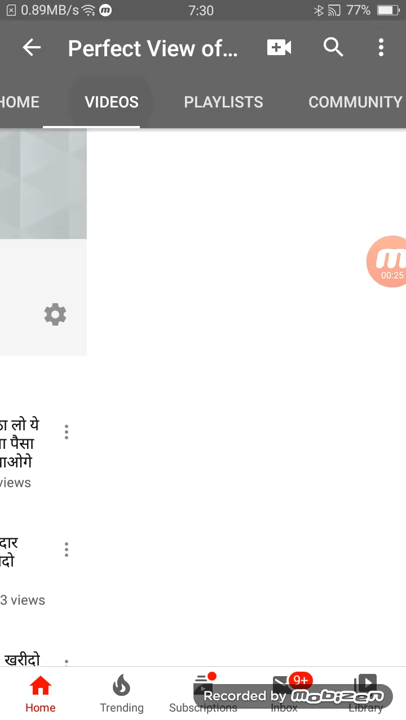 0.89MB/s 7:30 77%
Perfect View of...
HOME VIDEOS PLAYLISTS COMMUNITY
00:25
लो ये
पैसा
views
3 views
खरीदो
9+
Recorded by mobizen
Home Trending Subscriptions Inbox Library